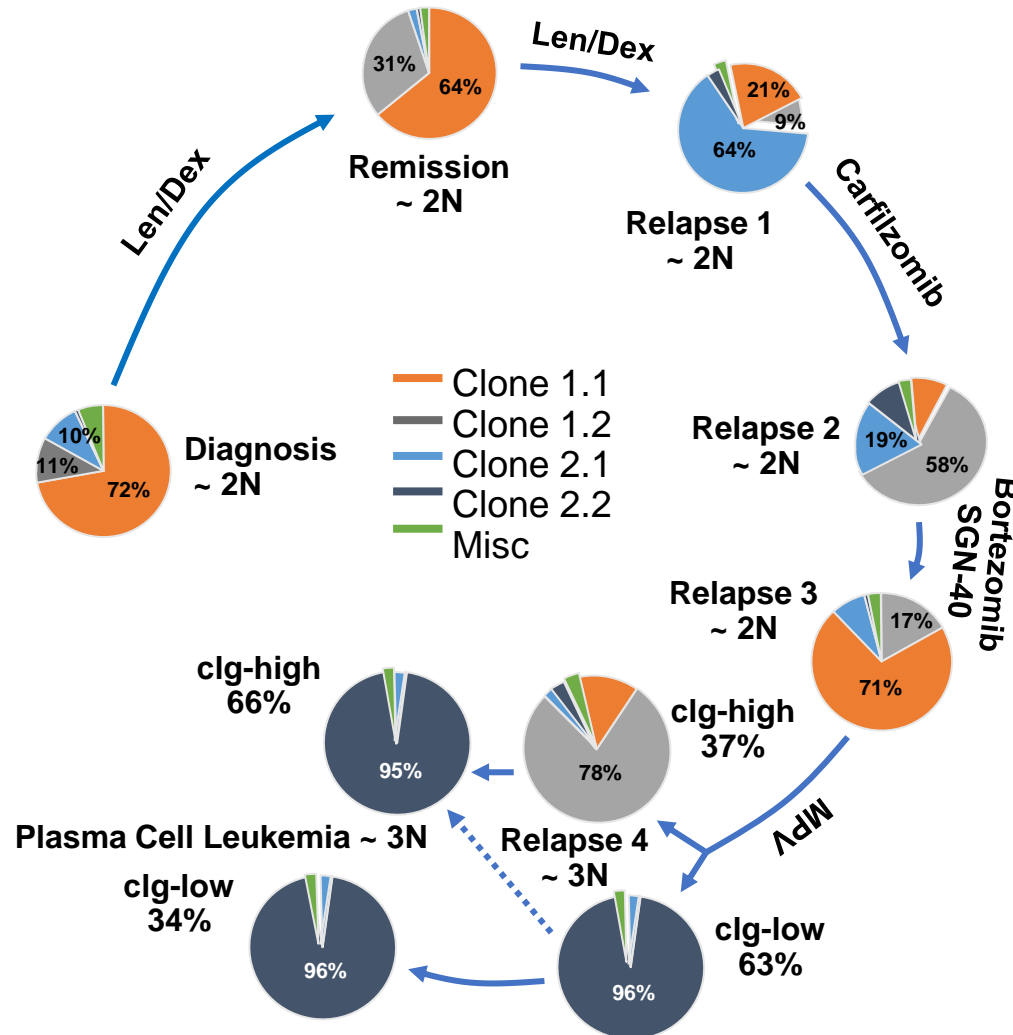 Len/Dex
31%
64%
Remission
~ 2N
Len/Dex
21%
9%
64%
Relapse 1
~ 2N
Carfilzomib
10%
11%
72%
Diagnosis
~ 2N
Clone 1.1
Clone 1.2
Clone 2.1
Clone 2.2
Misc
Relapse 2
~ 2N
19%
58%
Bortezomib
SGN-40
Relapse 3
~ 2N
17%
71%
MPV
clg-high
66%
95%
clg-high
37%
78%
Plasma Cell Leukemia ~ 3N
Relapse 4
~ 3N
clg-low
34%
96%
clg-low
63%
96%